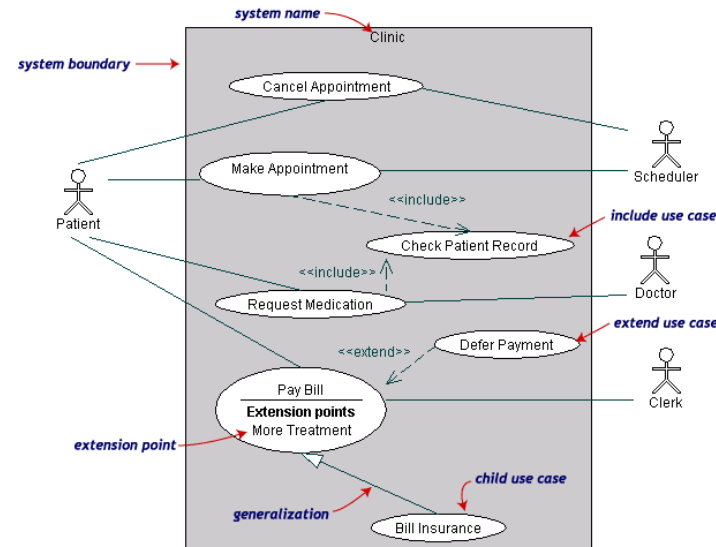 system name
Clinic
system boundary
Cancel Appointment
Scheduler
Make Appointment
<<include>>
Patient
include use case
Check Patient Record
<<include>>
Doctor
Request Medication
extend use case
Defer Payment
<<extend>>
Pay Bill
Clerk
Extension points
More Treatment
extension point
child use case
generalization
Bill Insurance